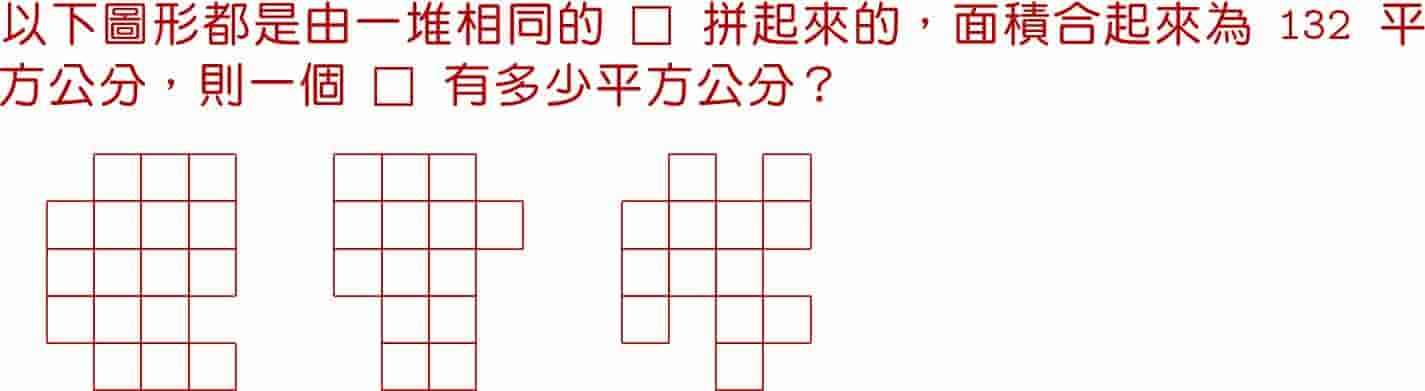 以下圖形都是由一堆相同的 □ 拼起來的，面積合起來為 132 平
方公分，則一個 □ 有多少平方公分？